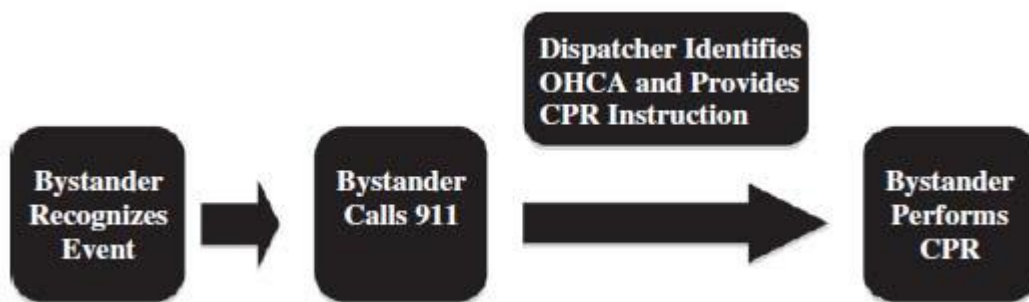 Bystander
Recognizes
Event
Bystander
Calls 911
Dispatcher Identifies
OHCA and Provides
CPR Instruction
Bystander
Performs
CPR